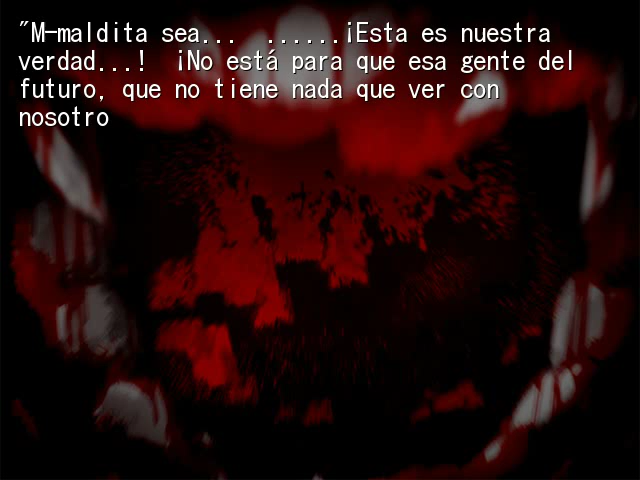 "M-maldita sea...  ......¡Esta es nuestra
verdad...!  ¡No está para que esa gente del
futuro, que no tiene nada que ver con
nosotro